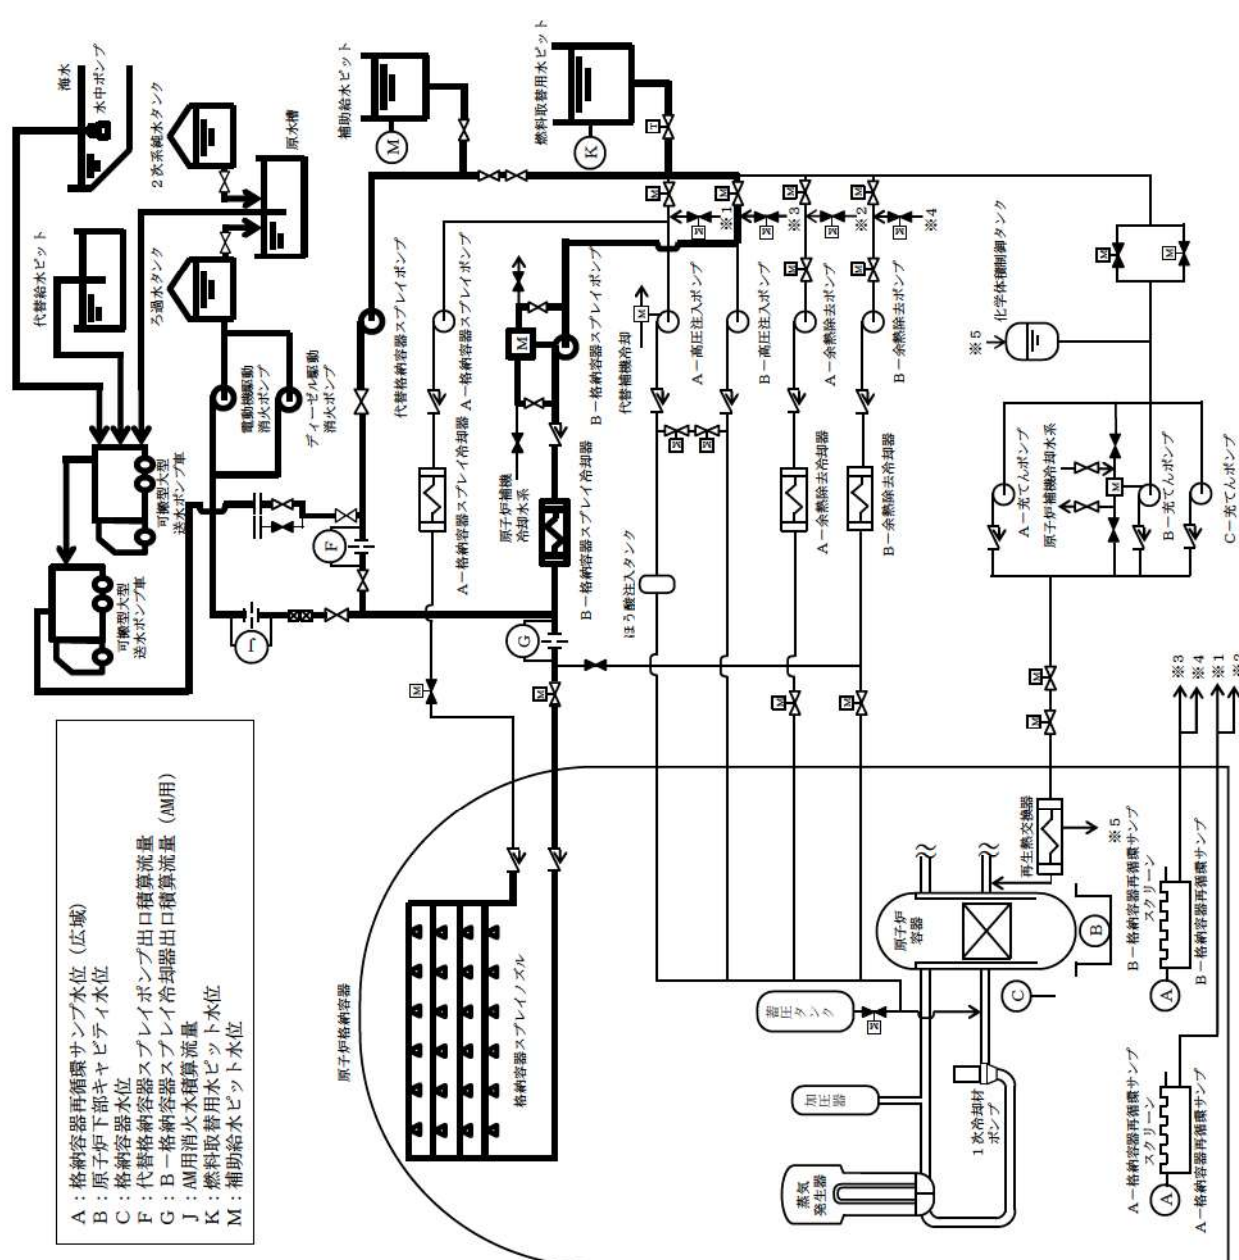 A：格納容器再循環サンプ水位（広域）
B：原子炉下部キャビティ水位
C：格納容器水位
F：代替格納容器スプレイポンプ出口積算流量
G：B－格納容器スプレイ冷却器出口積算流量（AM用）
J：AM用消火水積算流量
K：燃料取替用水ピット水位
M：補助給水ピット水位
海水
水中ポンプ
2次系純水タンク
原水槽
代替給水ピット
ろ過水タンク
可搬型大型
送水ポンプ車
可搬型大型
送水ポンプ車
電動機駆動
消火ポンプ
ディーゼル駆動
消火ポンプ
補助給水ピット
M
燃料取替用水ピット
K
T
代替格納容器スプレイポンプ
A－格納容器スプレイポンプ
B－格納容器スプレイポンプ
代替補機冷却
A－高圧注入ポンプ
B－高圧注入ポンプ
A－余熱除去ポンプ
B－余熱除去ポンプ
化学体積制御タンク
※5
※1
※3
※2
※4
M
M
M
M
M
M
M
M
M
M
M
M
M
M
F
J
G
A－格納容器スプレイ冷却器
原子炉補機
冷却水系
B－格納容器スプレイ冷却器
ほう酸注入タンク
M
M
A－余熱除去冷却器
B－余熱除去冷却器
A－充てんポンプ
原子炉補機冷却水系
M
B－充てんポンプ
C－充てんポンプ
M
M
M
M
M
M
原子炉格納容器
格納容器スプレイノズル
蓄圧
タンク
M
加圧器
蒸気
発生器
1次冷却材
ポンプ
原子炉
容器
C
B
再生熱交換器
※5
B－格納容器再循環サンプ
スクリーン
A
B－格納容器再循環サンプ
A－格納容器再循環サンプ
スクリーン
A
A－格納容器再循環サンプ
※3
※4
※1